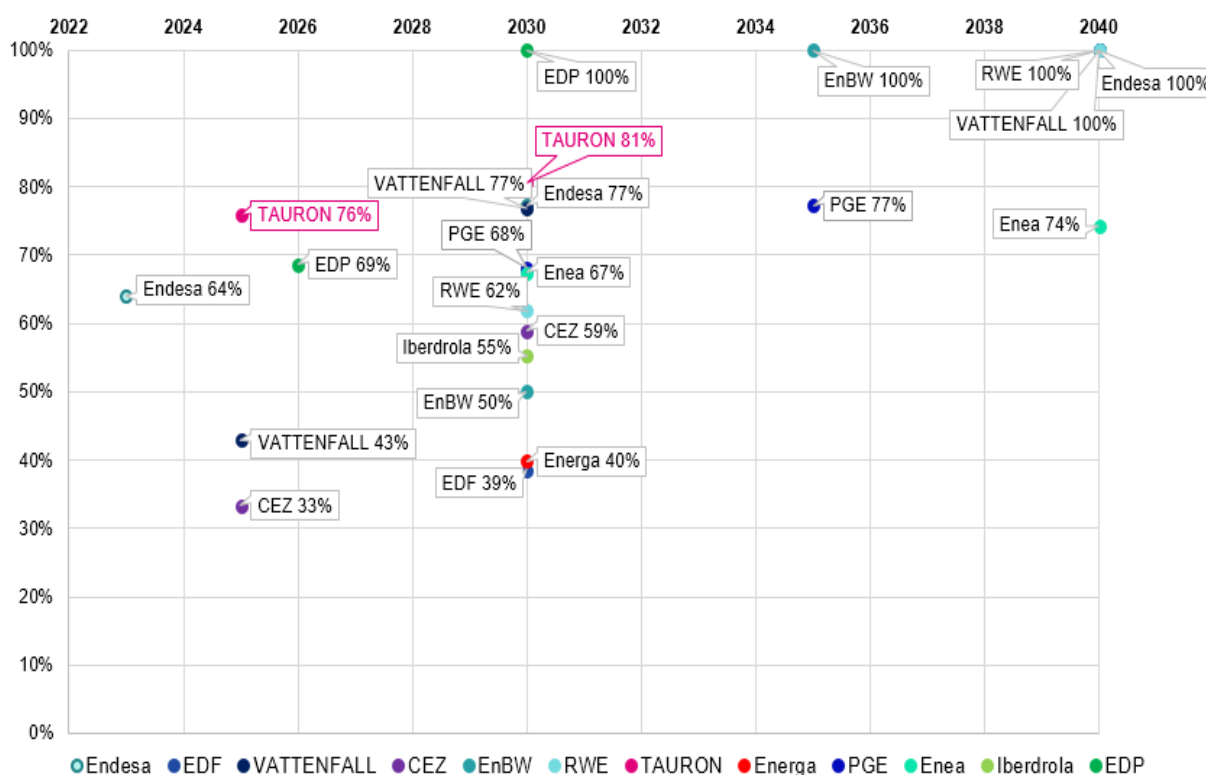 2022 2024 2026 2028 2030 2032 2034 2036 2038 2040
100%
EDP 100%
EnBW 100%
RWE 100%
Endesa 100%
90%
VATTENFALL 100%
TAURON 81%
80%
VATTENFALL 77%
Endesa 77%
TAURON 76%
PGE 77%
Enea 74%
70%
PGE 68%
EDP 69%
Enea 67%
Endesa 64%
RWE 62%
60%
CEZ 59%
Iberdrola 55%
50%
EnBW 50%
VATTENFALL 43%
40%
Energa 40%
EDF 39%
CEZ 33%
30%
20%
10%
0%
Endesa EDF VATTENFALL CEZ EnBW RWE TAURON Energa PGE Enea Iberdrola EDP